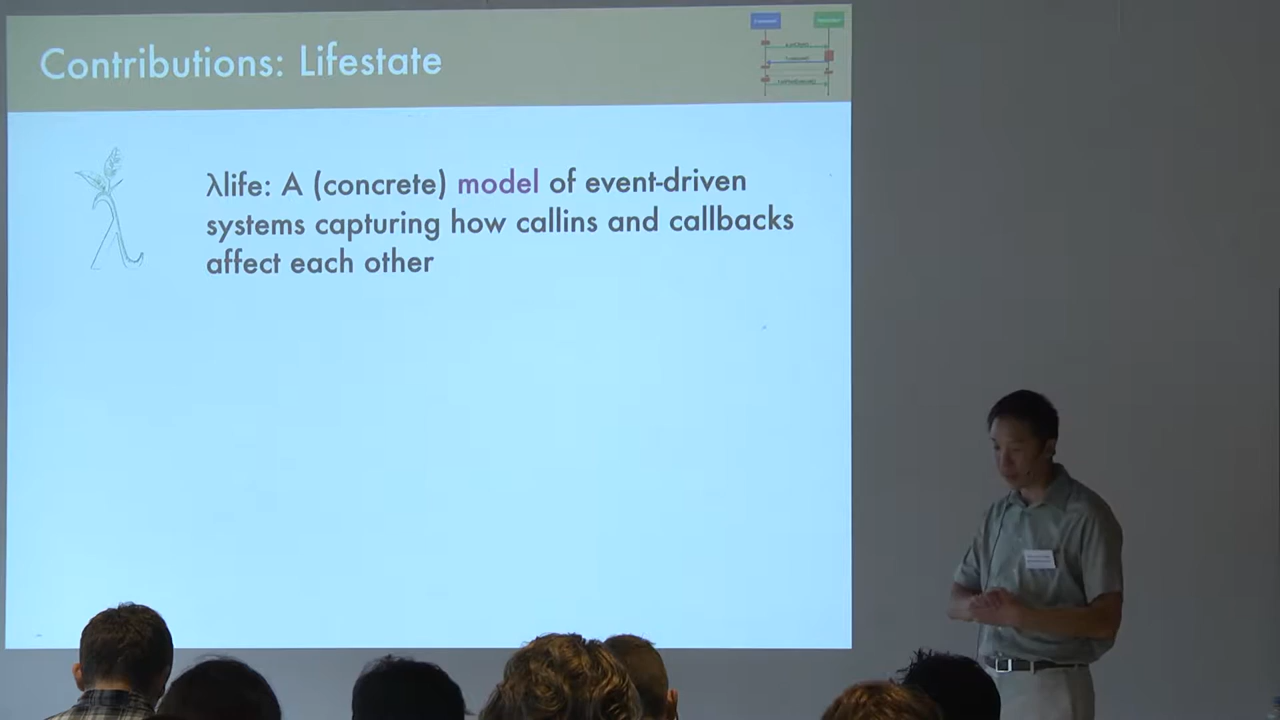 Contributions: Lifestate
λlife: A (concrete) model of event-driven
systems capturing how callins and callbacks
affect each other